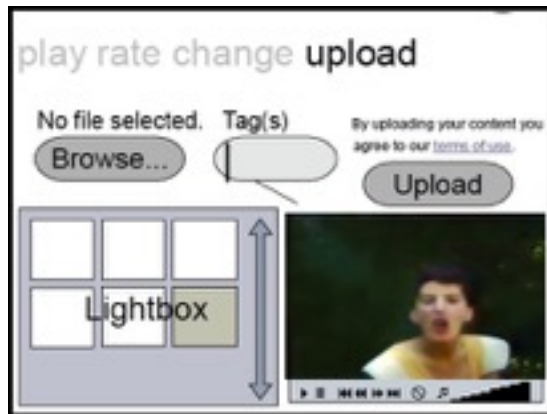 play rate change upload
No file selected. Tag(s)
By uploading your content you
agree to our terms of use.
Browse...
Upload
Lightbox